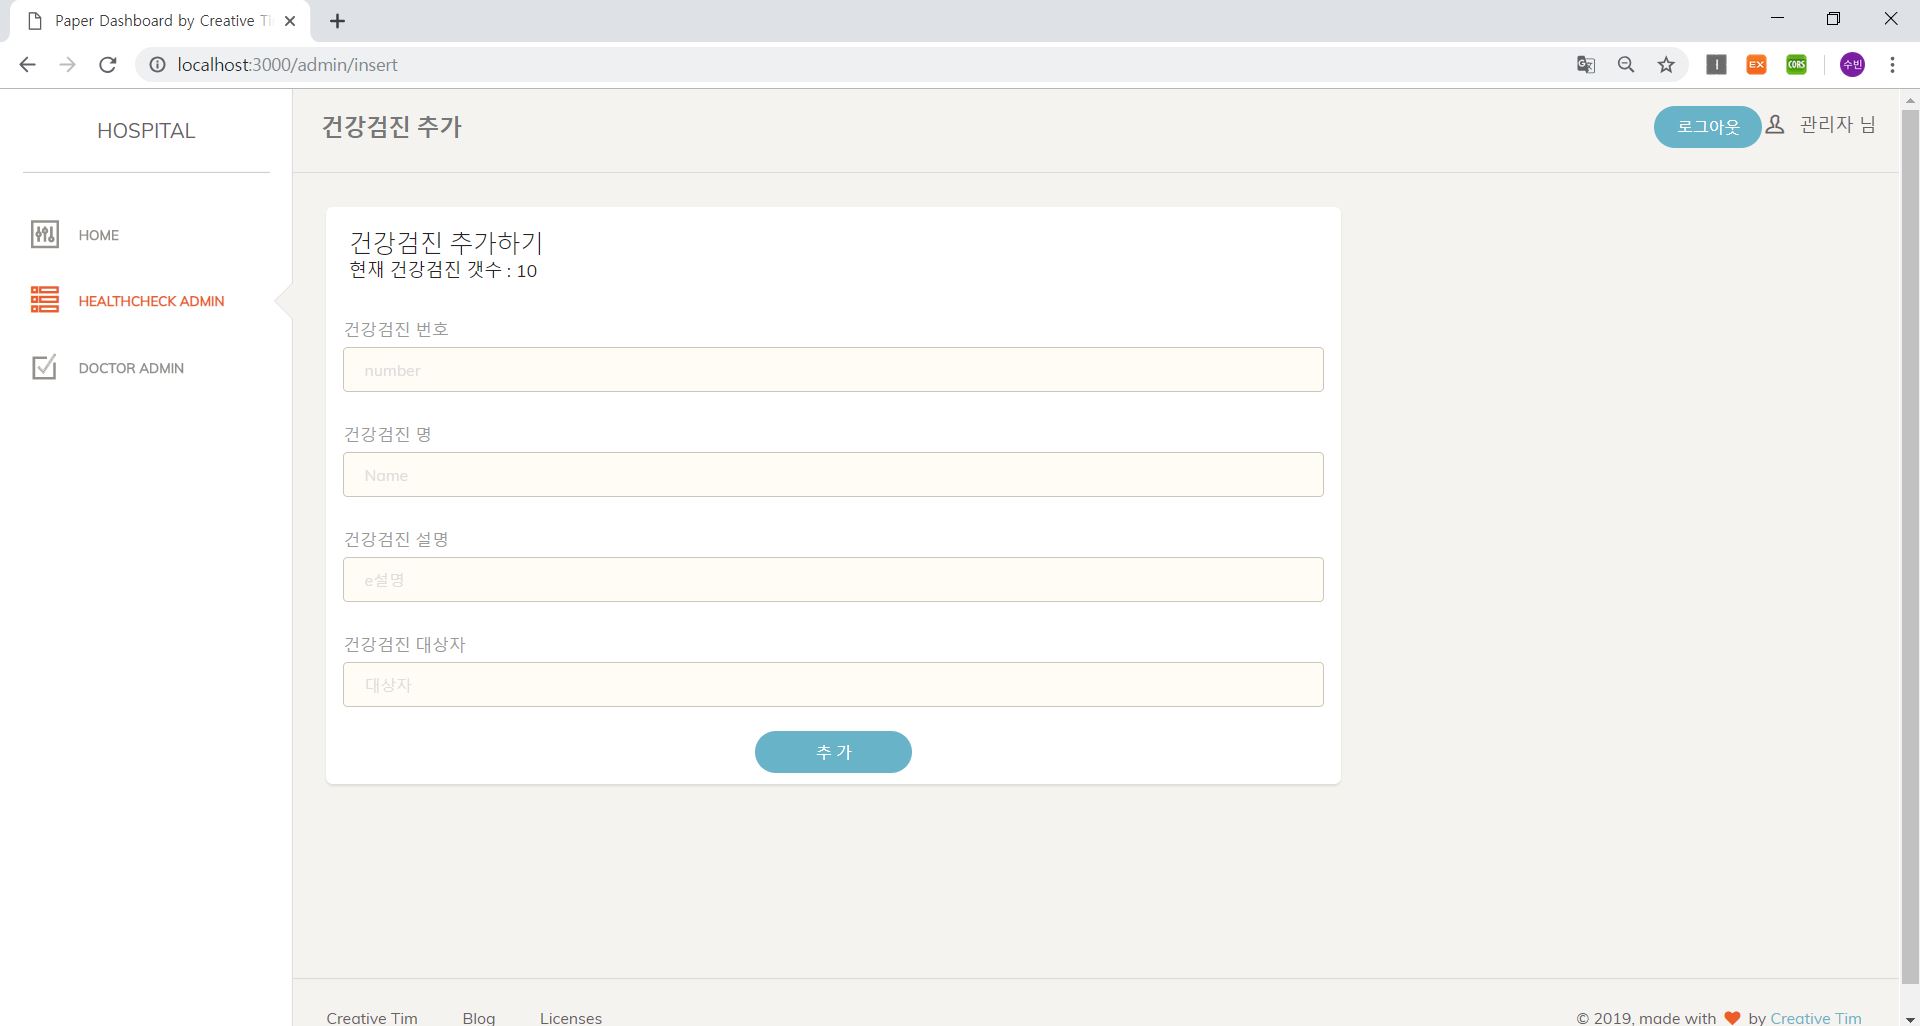 Paper Dashboard by Creative Ti
localhost:3000/admin/insert
EX
CORS
수빈
HOSPITAL
HOME
HEALTHCHECK ADMIN
DOCTOR ADMIN
건강검진 추가
로그아웃
관리자 님
건강검진 추가하기
현재 건강검진 갯수 : 10
건강검진 번호
number
건강검진 명
Name
건강검진 설명
e설명
건강검진 대상자
대상자
추 가
Creative Tim
Blog
Licenses
© 2019, made with ♥ by Creative Tim